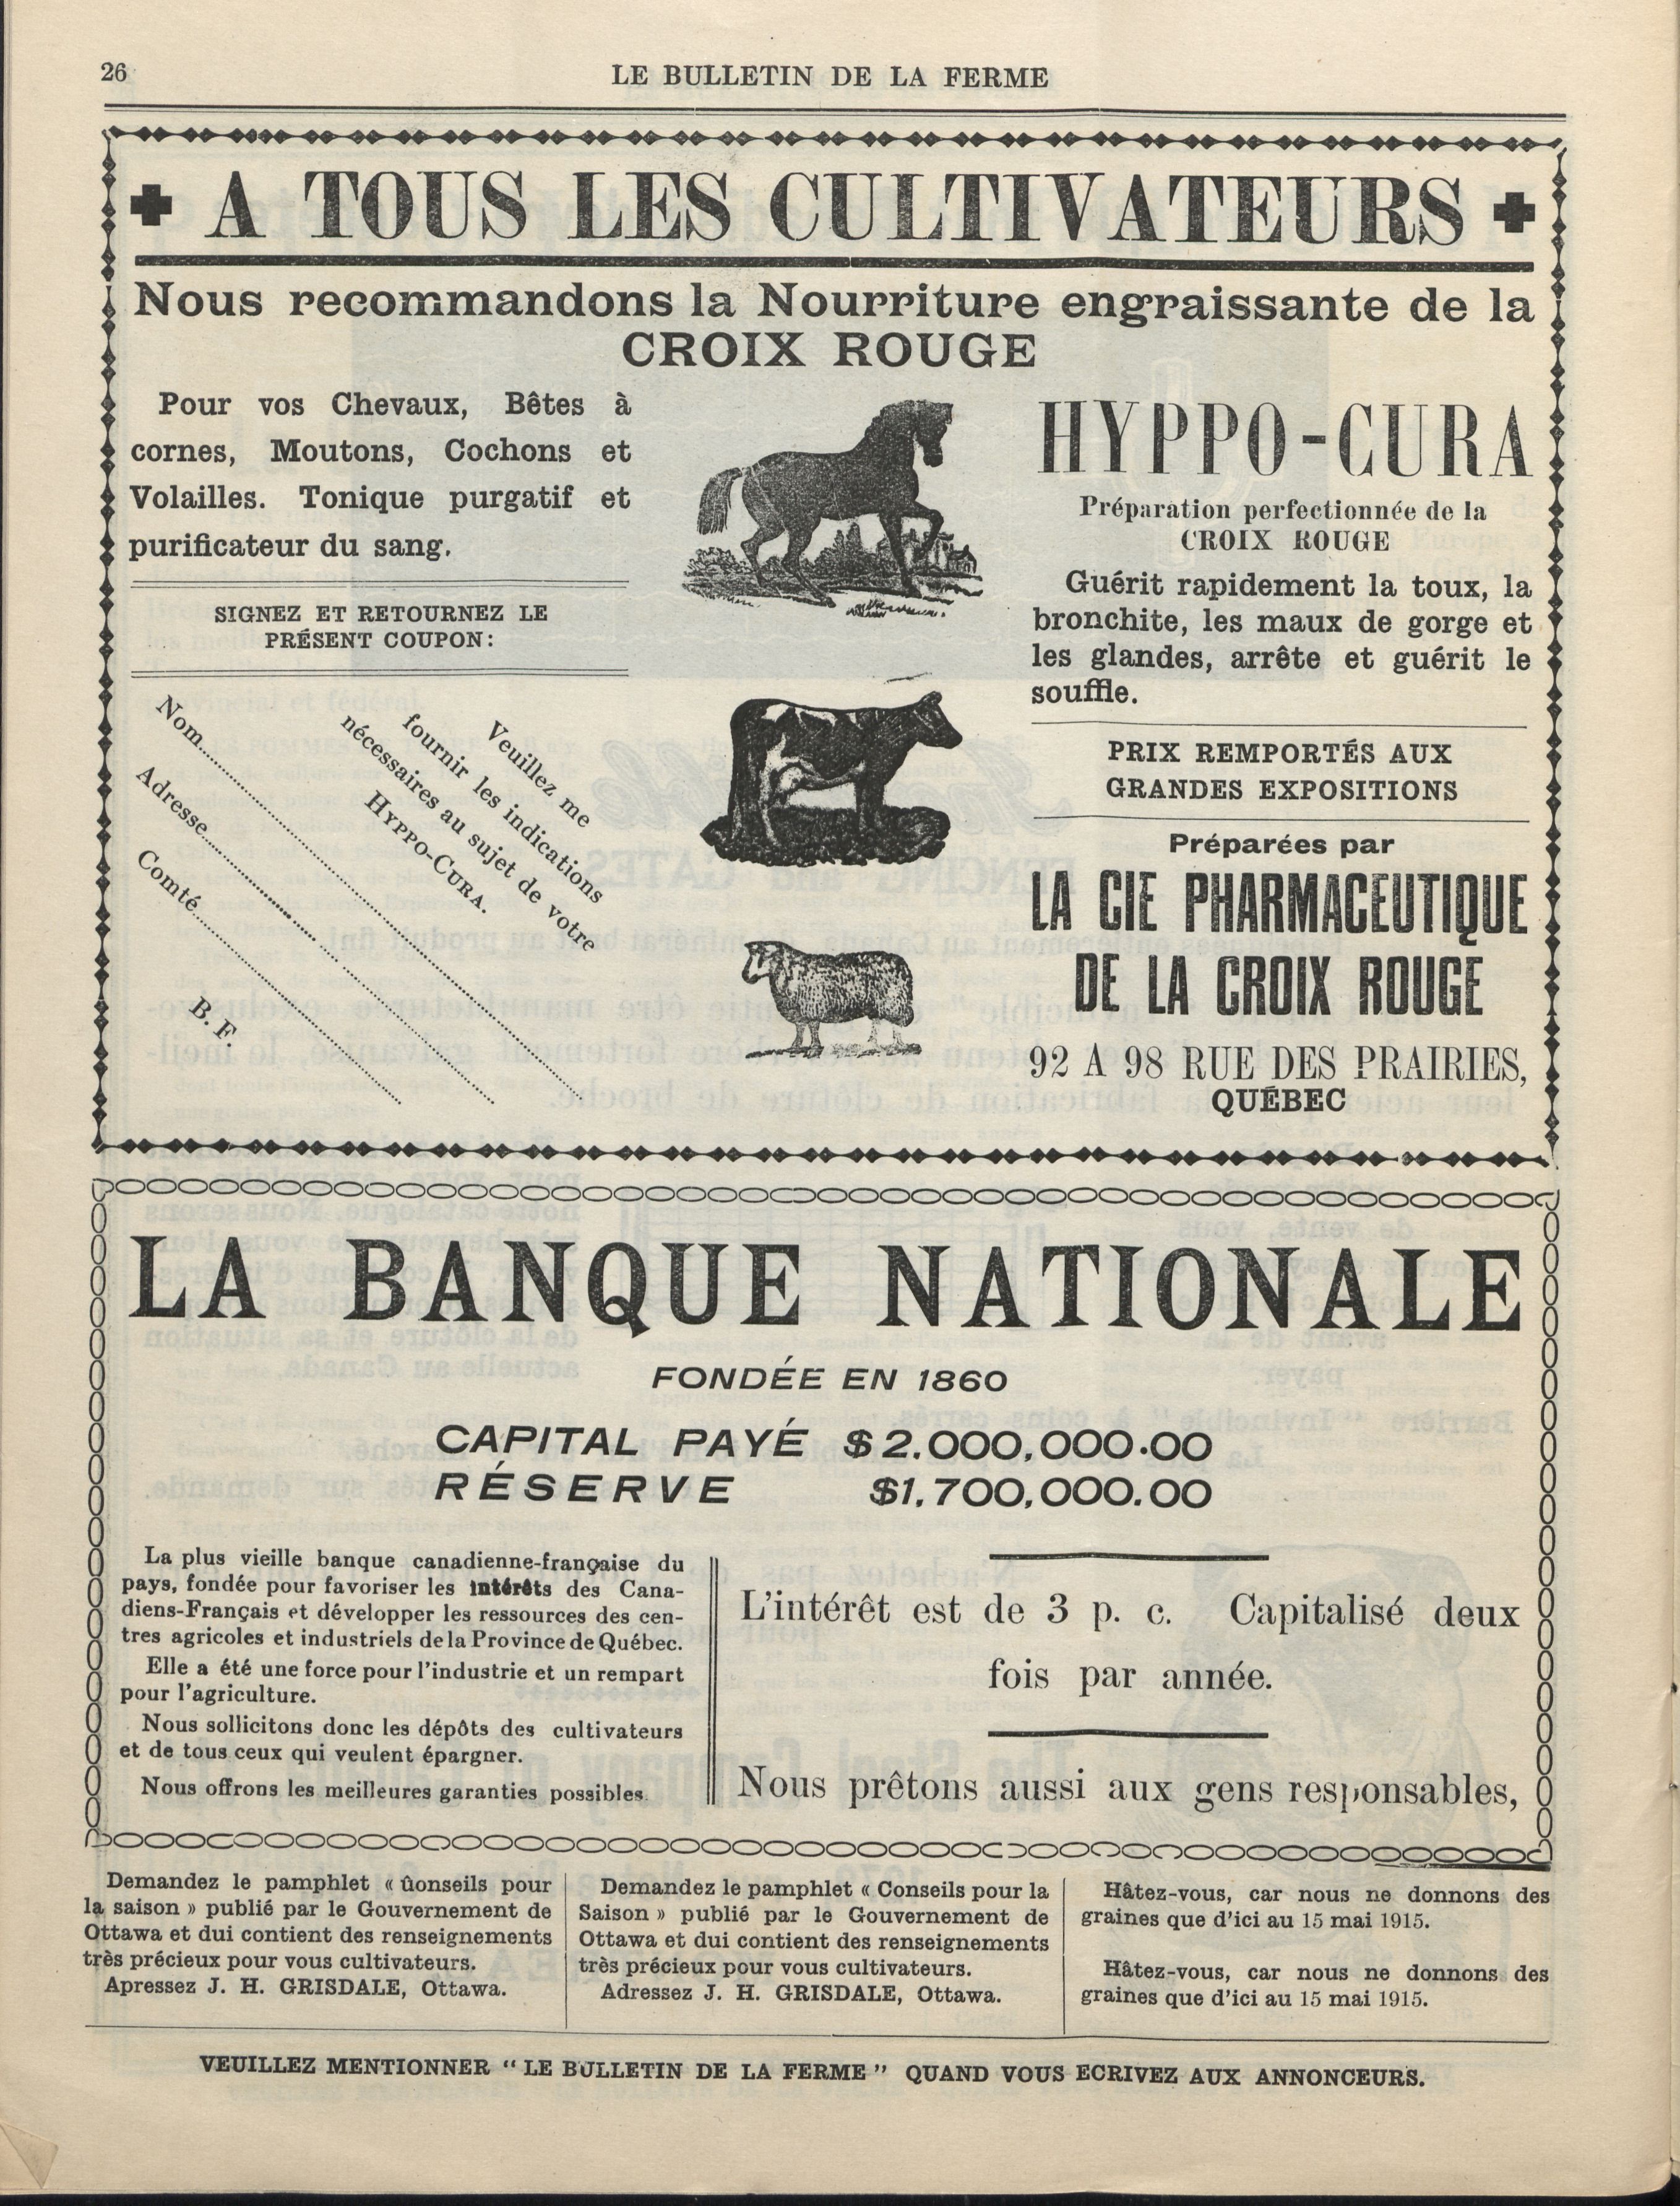 26
LE BULLETIN DE LA FERME
A TOUS LES CULTIVATEURS
Nous recommandons la Nourriture engraissante de la
CROIX ROUGE
Pour vos Chevaux, Bêtes à
cornes, Moutons, Cochons et
Volailles. Tonique purgatif et
purificateur du sang.
SIGNEZ ET RETOURNEZ LE
PRÉSENT COUPON:
Veuillez me
fournir les indications
nécessaires au sujet de votre
HYPPO-CURA.
Nom
Adresse
Comté
B. F.
HYPPO-CURA
Préparation perfectionnée de la
CROIX ROUGE
Guérit rapidement la toux, la
bronchite, les maux de gorge et
les glandes, arrête et guérit le
souffle.
PRIX REMPORTÉS AUX
GRANDES EXPOSITIONS
Préparées par
LA CIE PHARMACEUTIQUE
DE LA CROIX ROUGE
92 A 98 RUE DES PRAIRIES,
QUÉBEC
LA BANQUE NATIONALE
FONDÉE EN 1860
CAPITAL PAYÉ $2.000,000.00
RÉSERVE $1,700,000.00
La plus vieille banque canadienne-française du
pays, fondée pour favoriser les intérêts des Cana-
diens-Français et développer les ressources des cen-
tres agricoles et industriels de la Province de Québec.
Elle a été une force pour l'industrie et un rempart
pour l'agriculture.
Nous sollicitons donc les dépôts des cultivateurs
et de tous ceux qui veulent épargner.
Nous offrons les meilleures garanties possibles.
L'intérêt est de 3 p. c. Capitalisé deux
fois par année.
Nous prêtons aussi aux gens responsables,
Demandez le pamphlet « ûonseils pour
la saison » publié par le Gouvernement de
Ottawa et dui contient des renseignements
très précieux pour vous cultivateurs.
Apressez J. H. GRISDALE, Ottawa.
Demandez le pamphlet « Conseils pour la
Saison » publié par le Gouvernement de
Ottawa et dui contient des renseignements
très précieux pour vous cultivateurs.
Adressez J. H. GRISDALE, Ottawa.
Hâtez-vous, car nous ne donnons des
graines que d'ici au 15 mai 1915.
Hâtez-vous, car nous ne donnons des
graines que d'ici au 15 mai 1915.
VEUILLEZ MENTIONNER "LE BULLETIN DE LA FERME" QUAND VOUS ECRIVEZ AUX ANNONCEURS.